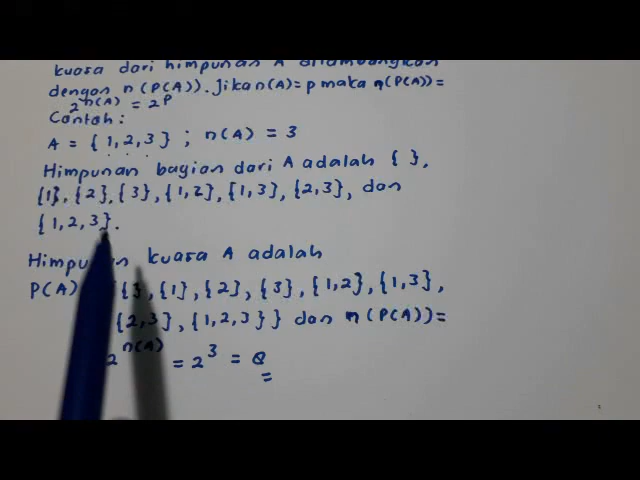 kuasa dari himpunan A dilambangkan
dengan n(P(A)). Jika n(A) = p maka n(P(A)) =
2^n(A) = 2^p
Contoh:
A = {1,2,3} ; n(A) = 3
Himpunan bagian dari A adalah { },
{1}, {2}, {3}, {1,2}, {1,3}, {2,3}, dan
{1,2,3}.
Himpunan kuasa A adalah
P(A) {{ }, {1}, {2}, {3}, {1,2}, {1,3},
{2,3}, {1,2,3}} dan n(P(A)) =
2^n(A) = 2^3 = 8